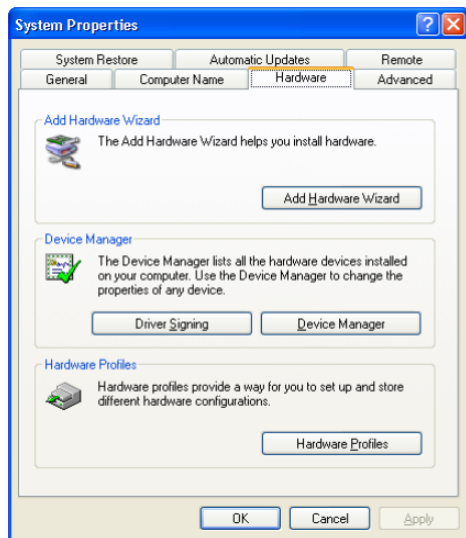 System Properties
System Restore Automatic Updates Remote
General Computer Name Hardware Advanced
Add Hardware Wizard
The Add Hardware Wizard helps you install hardware.
Add Hardware Wizard
Device Manager
The Device Manager lists all the hardware devices installed
on your computer. Use the Device Manager to change the
properties of any device.
Driver Signing Device Manager
Hardware Profiles
Hardware profiles provide a way for you to set up and store
different hardware configurations.
Hardware Profiles
OK Cancel Apply